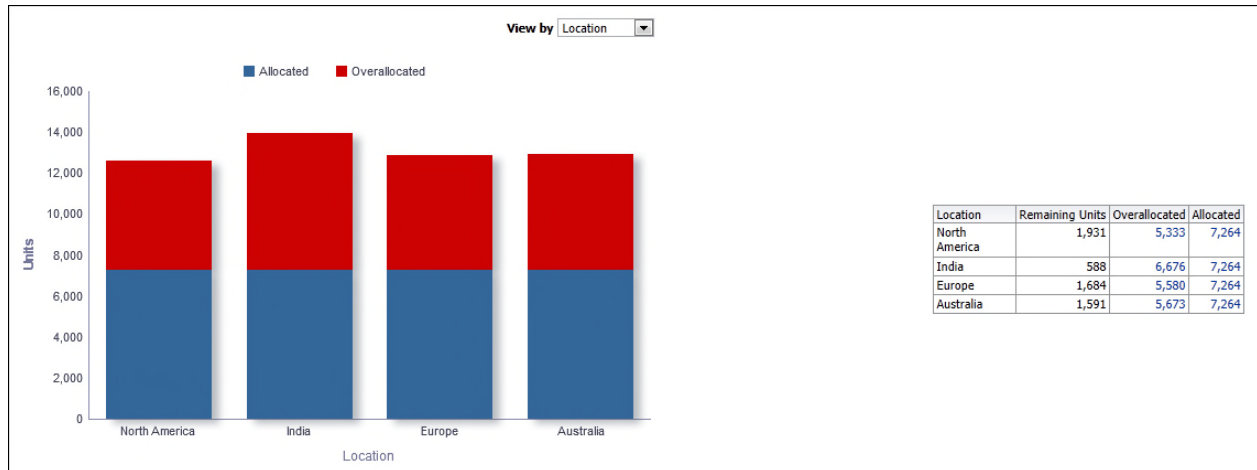 View by Location
Allocated Overallocated
16,000
14,000
12,000
10,000
8,000
6,000
4,000
2,000
0
Units
North America India Europe Australia
Location
Location Remaining Units Overallocated Allocated
North America 1,931 5,333 7,264
India 588 6,676 7,264
Europe 1,684 5,580 7,264
Australia 1,591 5,673 7,264